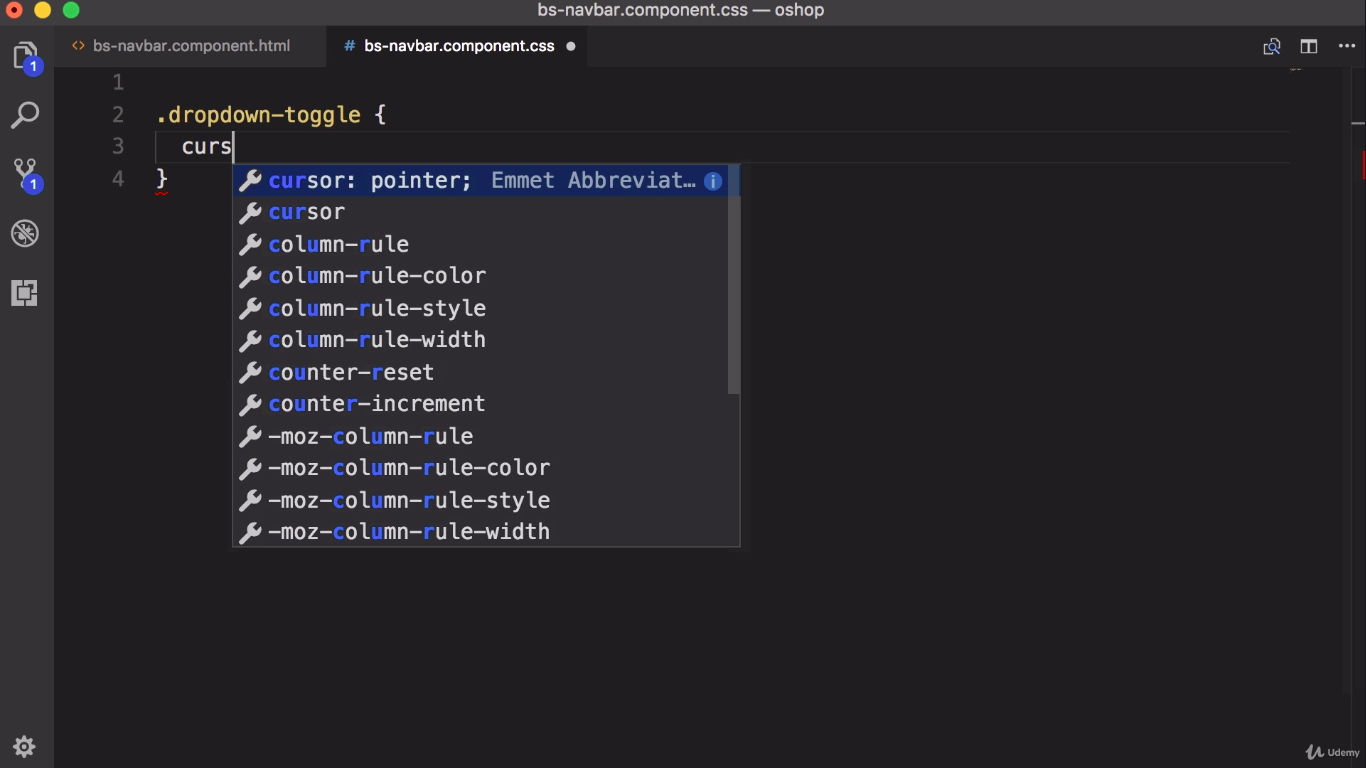 bs-navbar.component.css — oshop
<> bs-navbar.component.html
# bs-navbar.component.css
1
1
1
2 .dropdown-toggle {
3 curs
4 }
cursor: pointer; Emmet Abbreviat…
cursor
column-rule
column-rule-color
column-rule-style
column-rule-width
counter-reset
counter-increment
-moz-column-rule
-moz-column-rule-color
-moz-column-rule-style
-moz-column-rule-width
Udemy